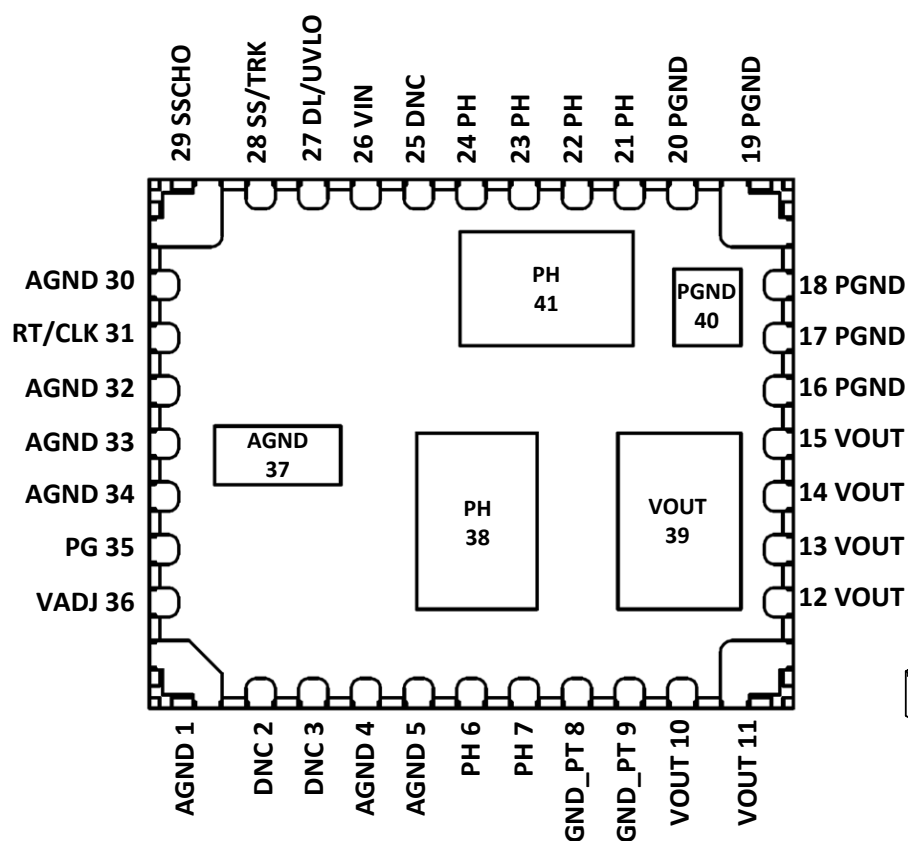 29 SSCHO
28 SS/TRK
27 DL/UVLO
26 VIN
25 DNC
24 PH
23 PH
22 PH
21 PH
20 PGND
19 PGND
AGND 30
RT/CLK 31
AGND 32
AGND 33
AGND 34
PG 35
VADJ 36
PH
41
PGND
40
AGND
37
PH
38
VOUT
39
18 PGND
17 PGND
16 PGND
15 VOUT
14 VOUT
13 VOUT
12 VOUT
AGND 1
DNC 2
DNC 3
AGND 4
AGND 5
PH 6
PH 7
GND_PT 8
GND_PT 9
VOUT 10
VOUT 11